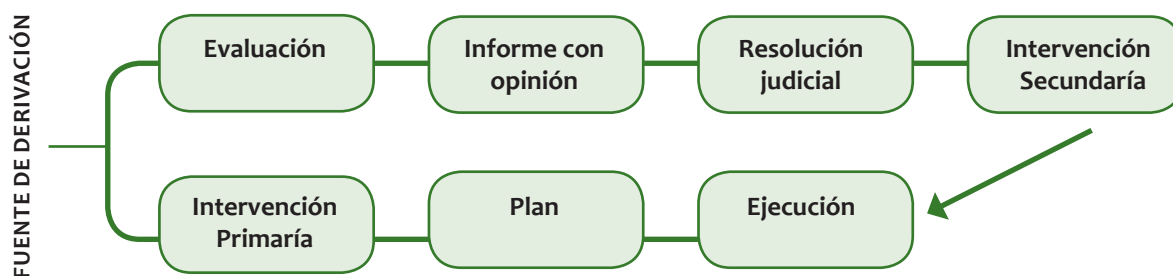 FUENTE DE DERIVACIÓN
Evaluación
Informe con
opinión
Resolución
judicial
Intervención
Secundaría
Intervención
Primaría
Plan
Ejecución